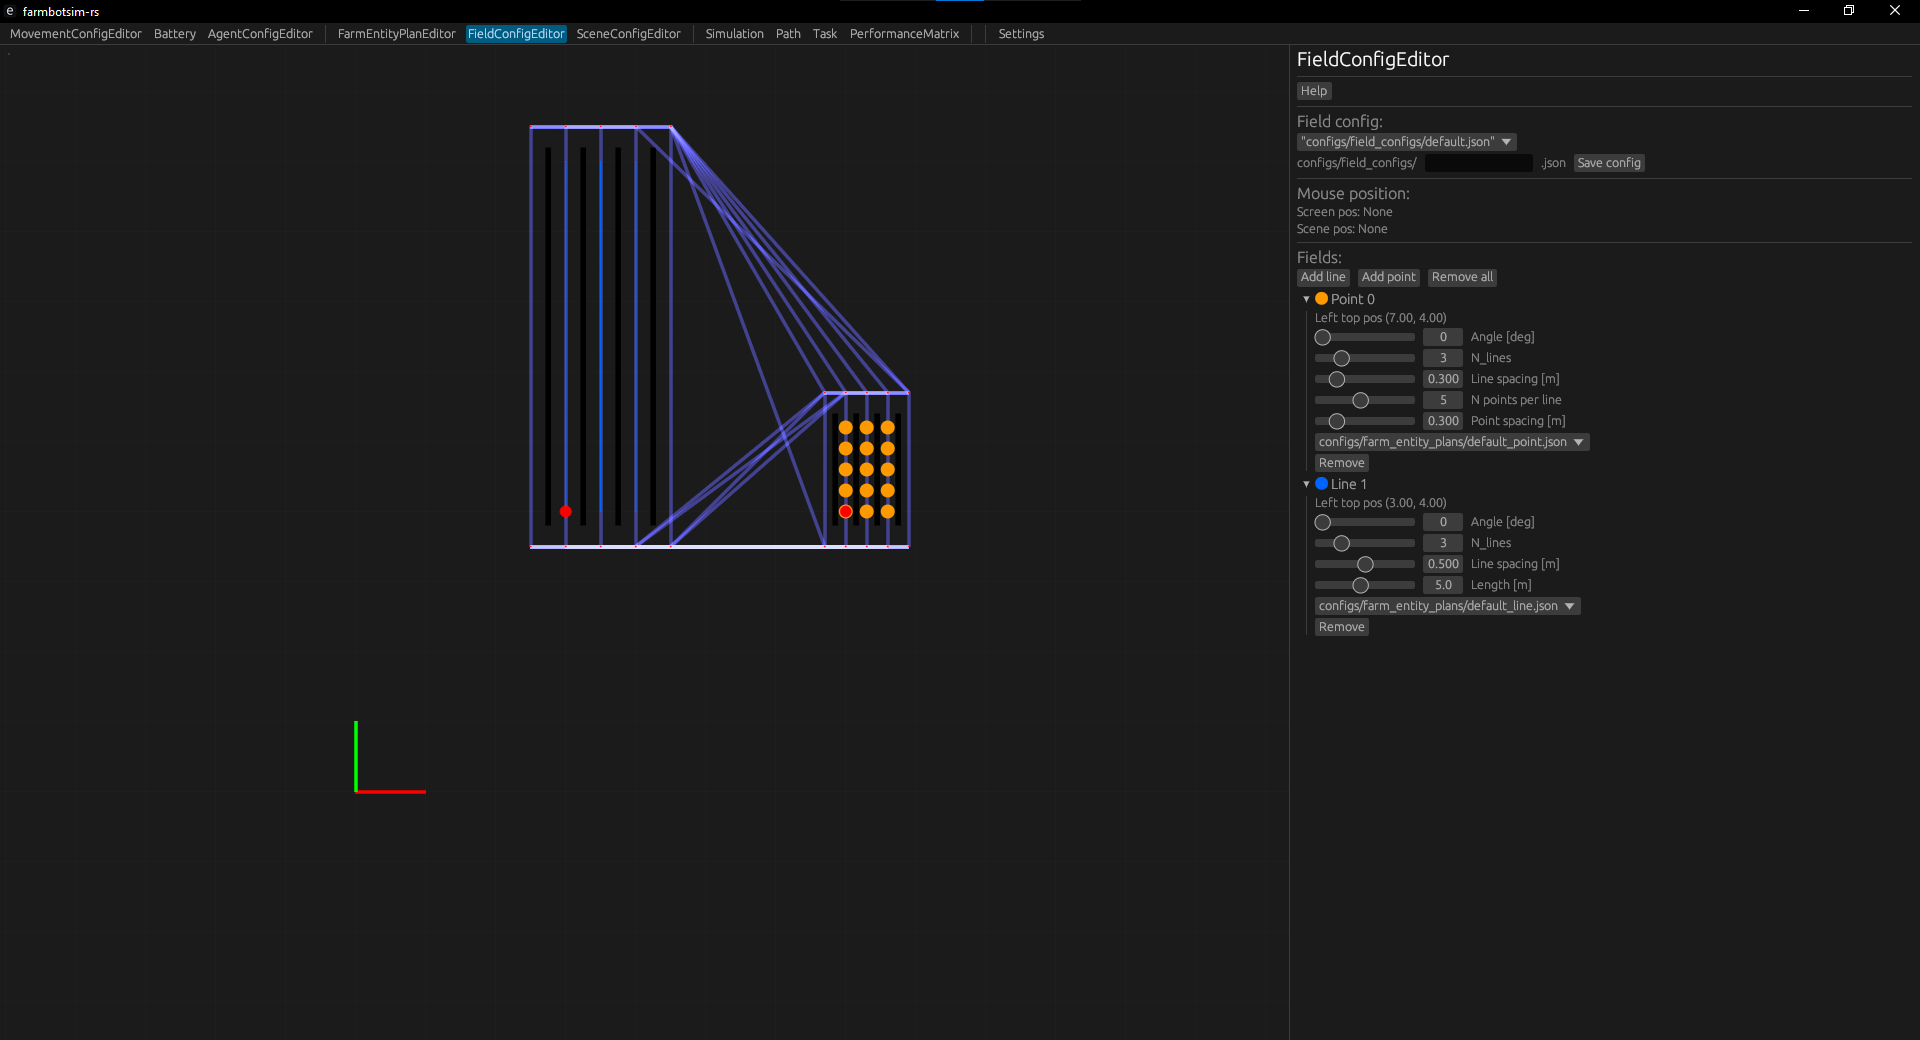 e farmbotsim-rs
MovementConfigEditor Battery AgentConfigEditor FarmEntityPlanEditor FieldConfigEditor SceneConfigEditor Simulation Path Task PerformanceMatrix Settings
FieldConfigEditor
Help
Field config:
"configs/field_configs/default.json"
configs/field_configs/ .json Save config
Mouse position:
Screen pos: None
Scene pos: None
Fields:
Add line Add point Remove all
Point 0
Left top pos (7.00, 4.00)
0 Angle [deg]
3 N_lines
0.300 Line spacing [m]
5 N points per line
0.300 Point spacing [m]
configs/farm_entity_plans/default_point.json
Remove
Line 1
Left top pos (3.00, 4.00)
0 Angle [deg]
3 N_lines
0.500 Line spacing [m]
5.0 Length [m]
configs/farm_entity_plans/default_line.json
Remove